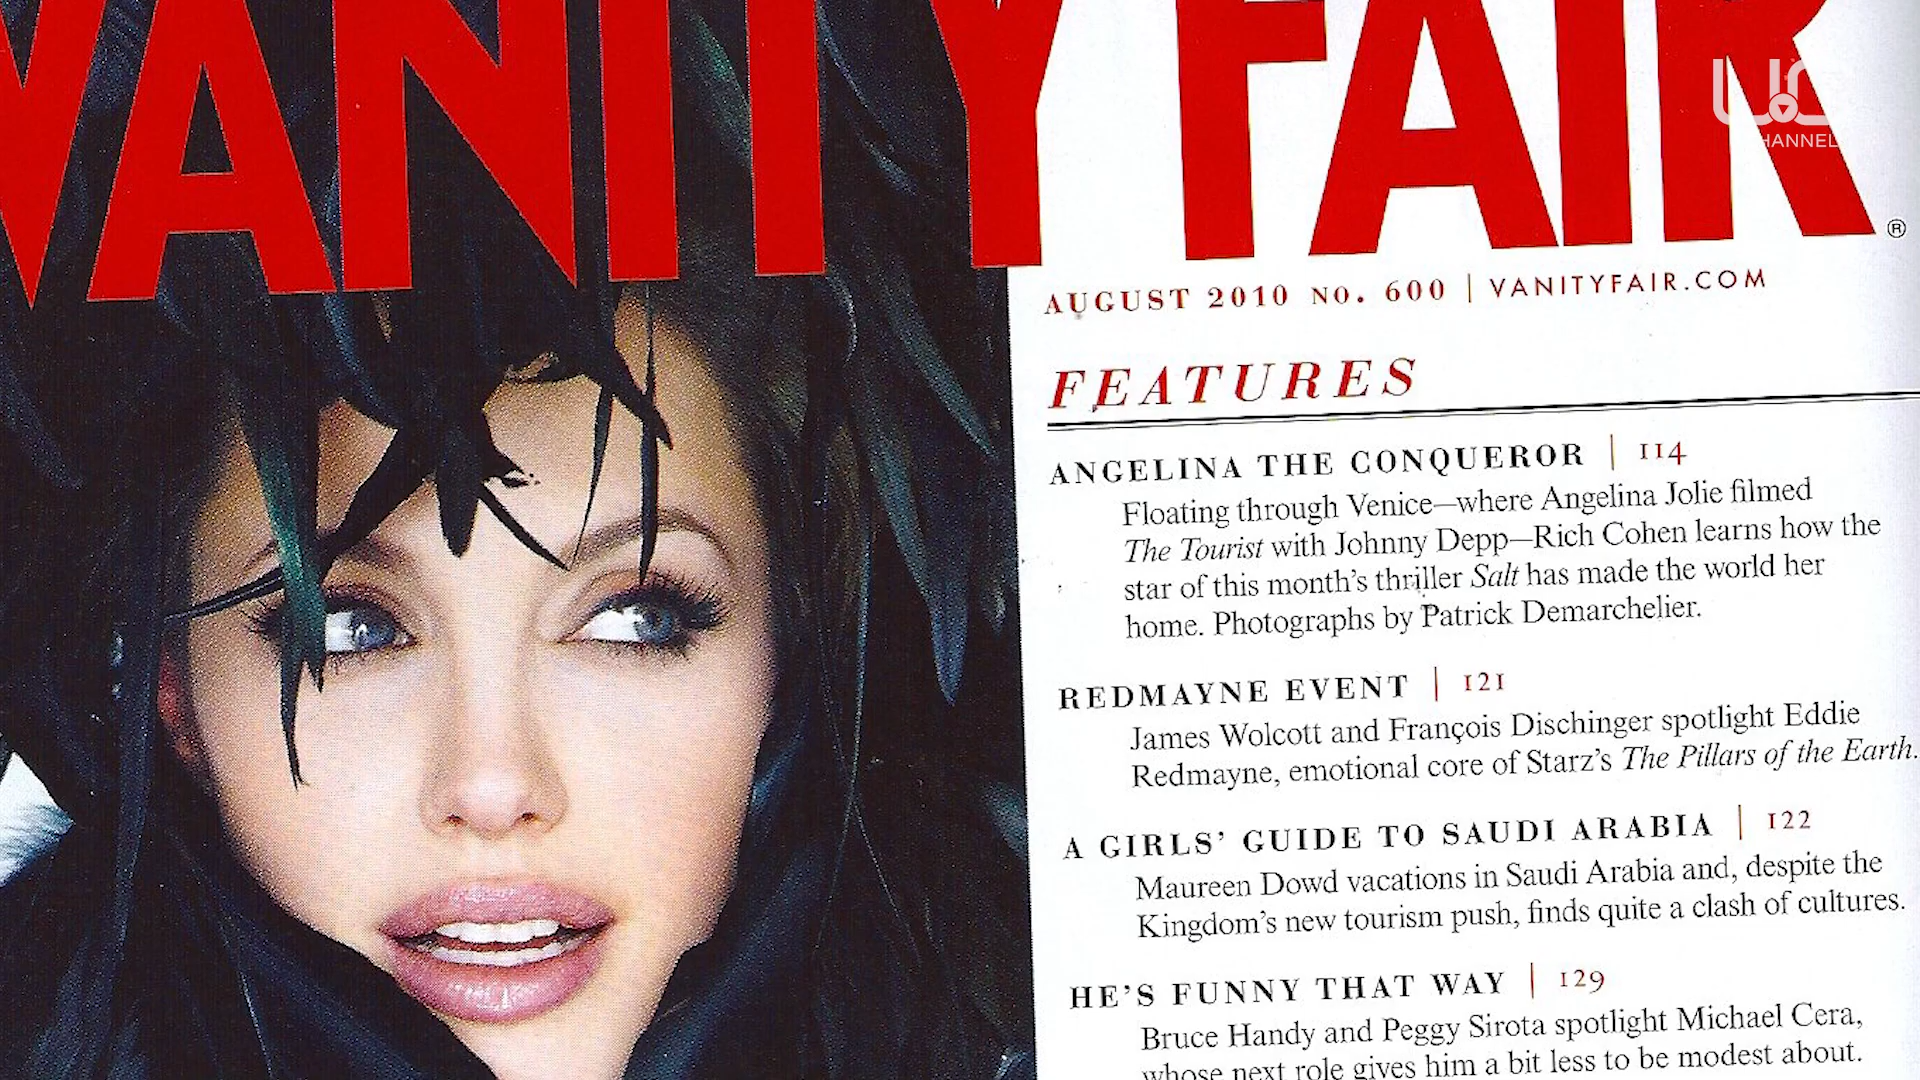 VANITY FAIR®
HANNEL
AUGUST 2010 NO. 600 | VANITYFAIR.COM
FEATURES
ANGELINA THE CONQUEROR | 114
Floating through Venice—where Angelina Jolie filmed
The Tourist with Johnny Depp—Rich Cohen learns how the
star of this month's thriller Salt has made the world her
home. Photographs by Patrick Demarchelier.
REDMAYNE EVENT | 121
James Wolcott and François Dischinger spotlight Eddie
Redmayne, emotional core of Starz's The Pillars of the Earth.
A GIRLS' GUIDE TO SAUDI ARABIA | 122
Maureen Dowd vacations in Saudi Arabia and, despite the
Kingdom's new tourism push, finds quite a clash of cultures.
HE'S FUNNY THAT WAY | 129
Bruce Handy and Peggy Sirota spotlight Michael Cera,
whose next role gives him a bit less to be modest about.